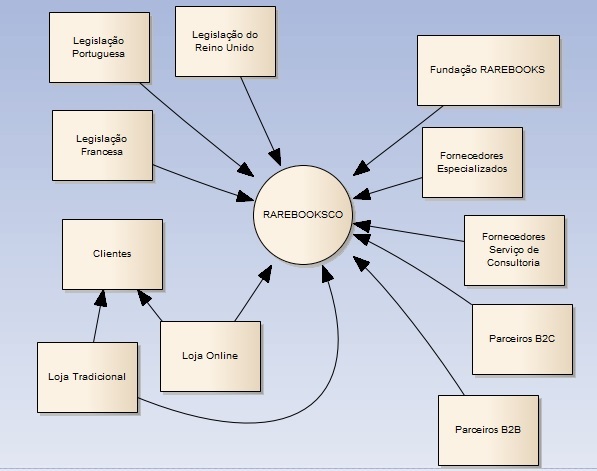 Legislação
Portuguesa
Legislação do
Reino Unido
Fundação RAREBOOKS
Legislação
Francesa
Fornecedores
Especializados
RAREBOOKSCO
Clientes
Fornecedores
Serviço de
Consultoria
Loja Online
Parceiros B2C
Loja Tradicional
Parceiros B2B